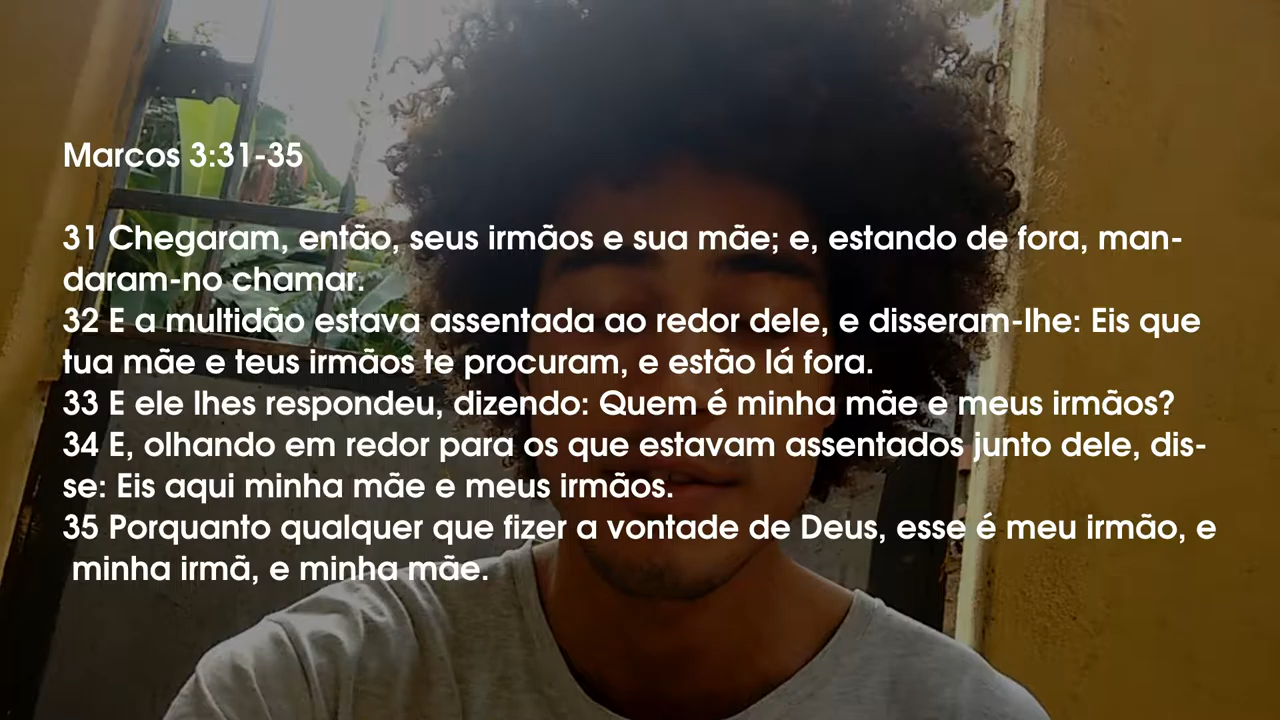 Marcos 3:31-35
31 Chegaram, então, seus irmãos e sua mãe; e, estando de fora, man-
daram-no chamar.
32 E a multidão estava assentada ao redor dele, e disseram-lhe: Eis que
tua mãe e teus irmãos te procuram, e estão lá fora.
33 E ele lhes respondeu, dizendo: Quem é minha mãe e meus irmãos?
34 E, olhando em redor para os que estavam assentados junto dele, dis-
se: Eis aqui minha mãe e meus irmãos.
35 Porquanto qualquer que fizer a vontade de Deus, esse é meu irmão, e
minha irmã, e minha mãe.